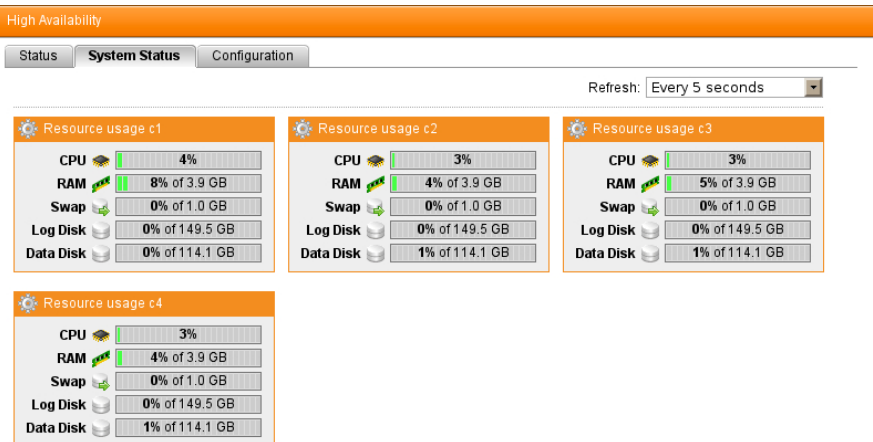 High Availability
Status System Status Configuration
Refresh: Every 5 seconds
Resource usage c1
CPU 4%
RAM 8% of 3.9 GB
Swap 0% of 1.0 GB
Log Disk 0% of 149.5 GB
Data Disk 0% of 114.1 GB
Resource usage c2
CPU 3%
RAM 4% of 3.9 GB
Swap 0% of 1.0 GB
Log Disk 0% of 149.5 GB
Data Disk 1% of 114.1 GB
Resource usage c3
CPU 3%
RAM 5% of 3.9 GB
Swap 0% of 1.0 GB
Log Disk 0% of 149.5 GB
Data Disk 1% of 114.1 GB
Resource usage c4
CPU 3%
RAM 4% of 3.9 GB
Swap 0% of 1.0 GB
Log Disk 0% of 149.5 GB
Data Disk 1% of 114.1 GB